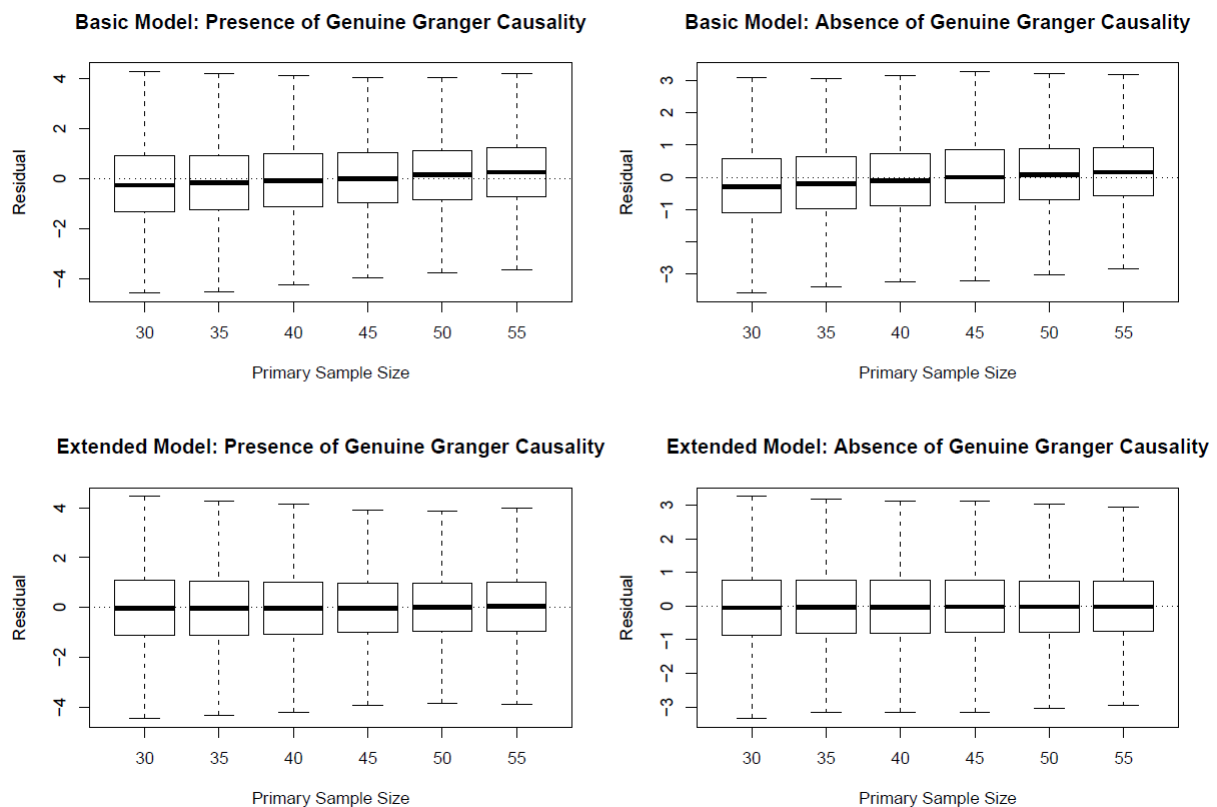 Basic Model: Presence of Genuine Granger Causality
4
2
0
−2
−4
Residual
30 35 40 45 50 55
Primary Sample Size
Basic Model: Absence of Genuine Granger Causality
3
2
1
0
−1
−3
Residual
30 35 40 45 50 55
Primary Sample Size
Extended Model: Presence of Genuine Granger Causality
4
2
0
−2
−4
Residual
30 35 40 45 50 55
Primary Sample Size
Extended Model: Absence of Genuine Granger Causality
3
2
1
0
−1
−2
−3
Residual
30 35 40 45 50 55
Primary Sample Size